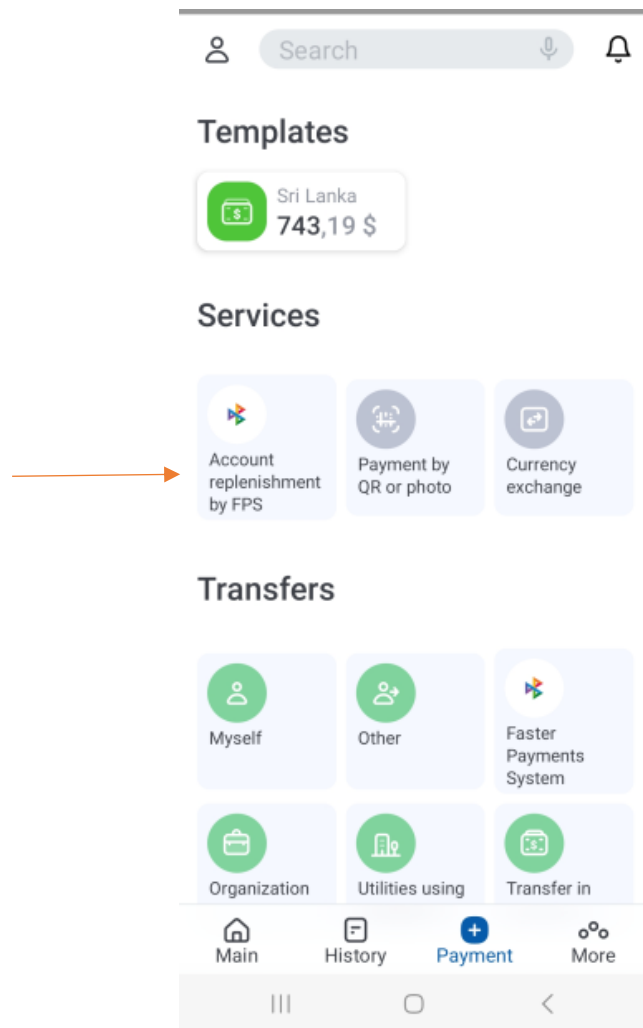 Search
Templates
Sri Lanka
743,19 $
Services
Account
replenishment
by FPS
Payment by
QR or photo
Currency
exchange
Transfers
Myself
Other
Faster
Payments
System
Organization
Utilities using
Transfer in
Main
History
Payment
More